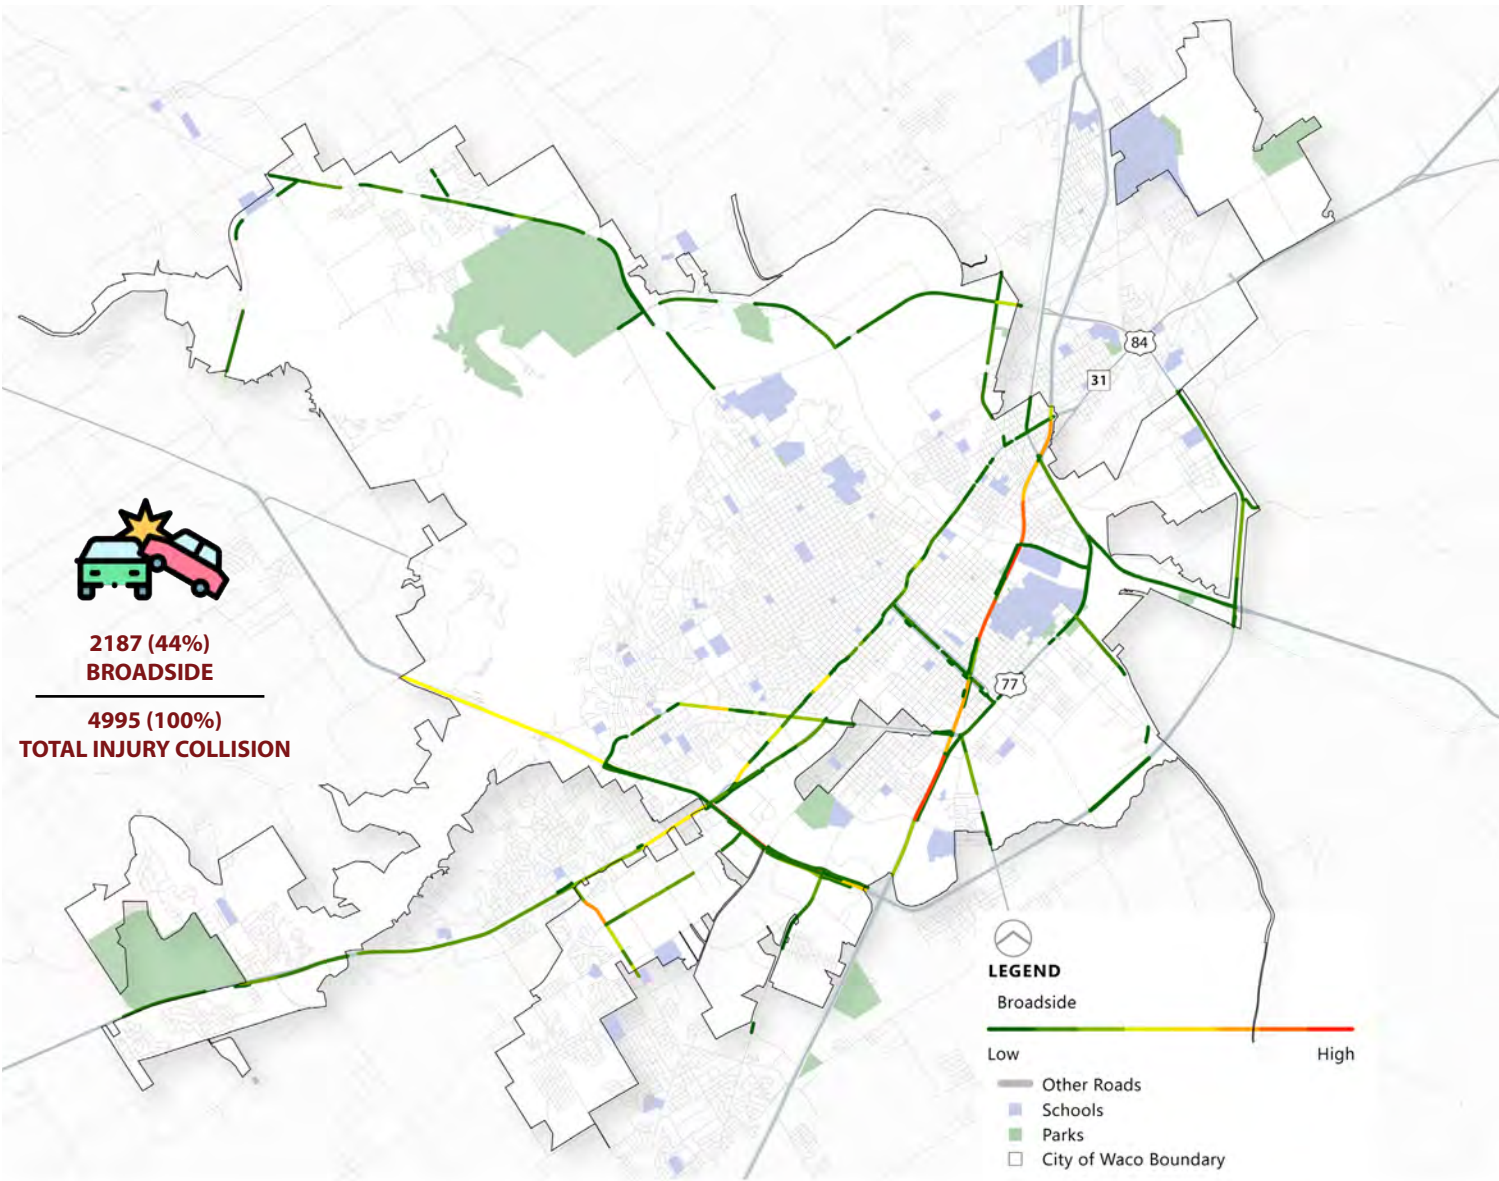 84
31
2187 (44%)
BROADSIDE
4995 (100%)
TOTAL INJURY COLLISION
77
LEGEND
Broadside
Low High
Other Roads
Schools
Parks
City of Waco Boundary